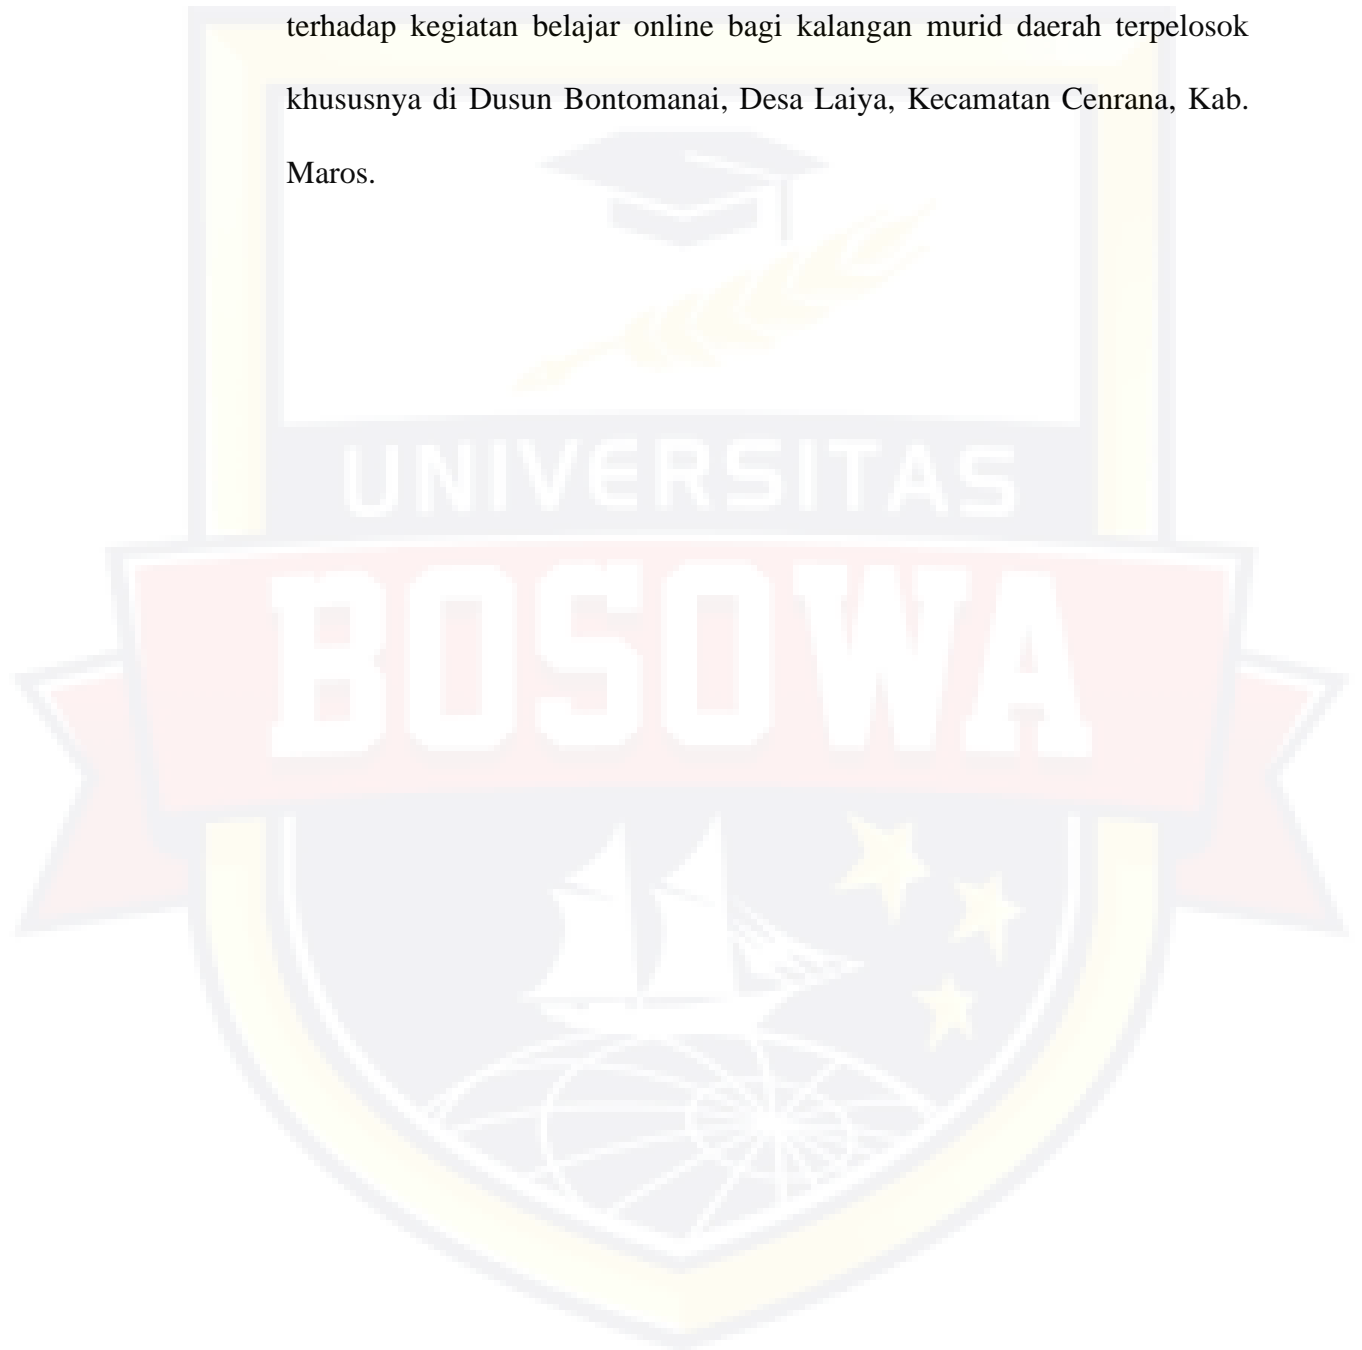 terhadap kegiatan belajar online bagi kalangan murid daerah terpelosok
khususnya di Dusun Bontomanai, Desa Laiya, Kecamatan Cenrana, Kab.
Maros.
UNIVERSITAS
BOSOWA